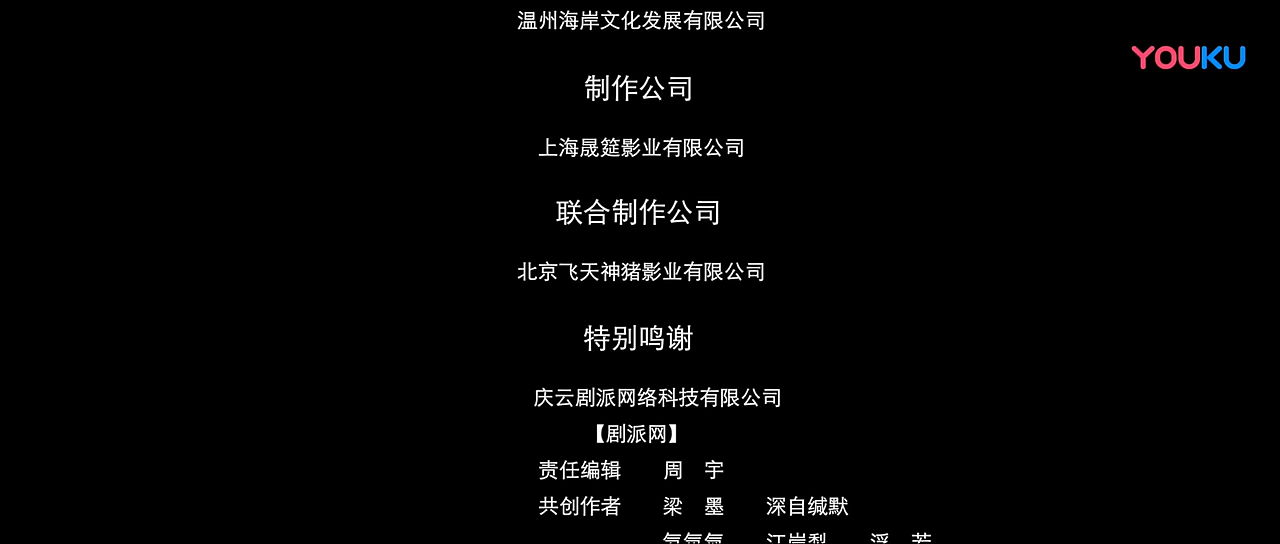 温州海岸文化发展有限公司
YOUKU
制作公司
上海晟筵影业有限公司
联合制作公司
北京飞天神猪影业有限公司
特别鸣谢
庆云剧派网络科技有限公司
【剧派网】
责任编辑 周 宇
共创作者 梁 墨 深自缄默